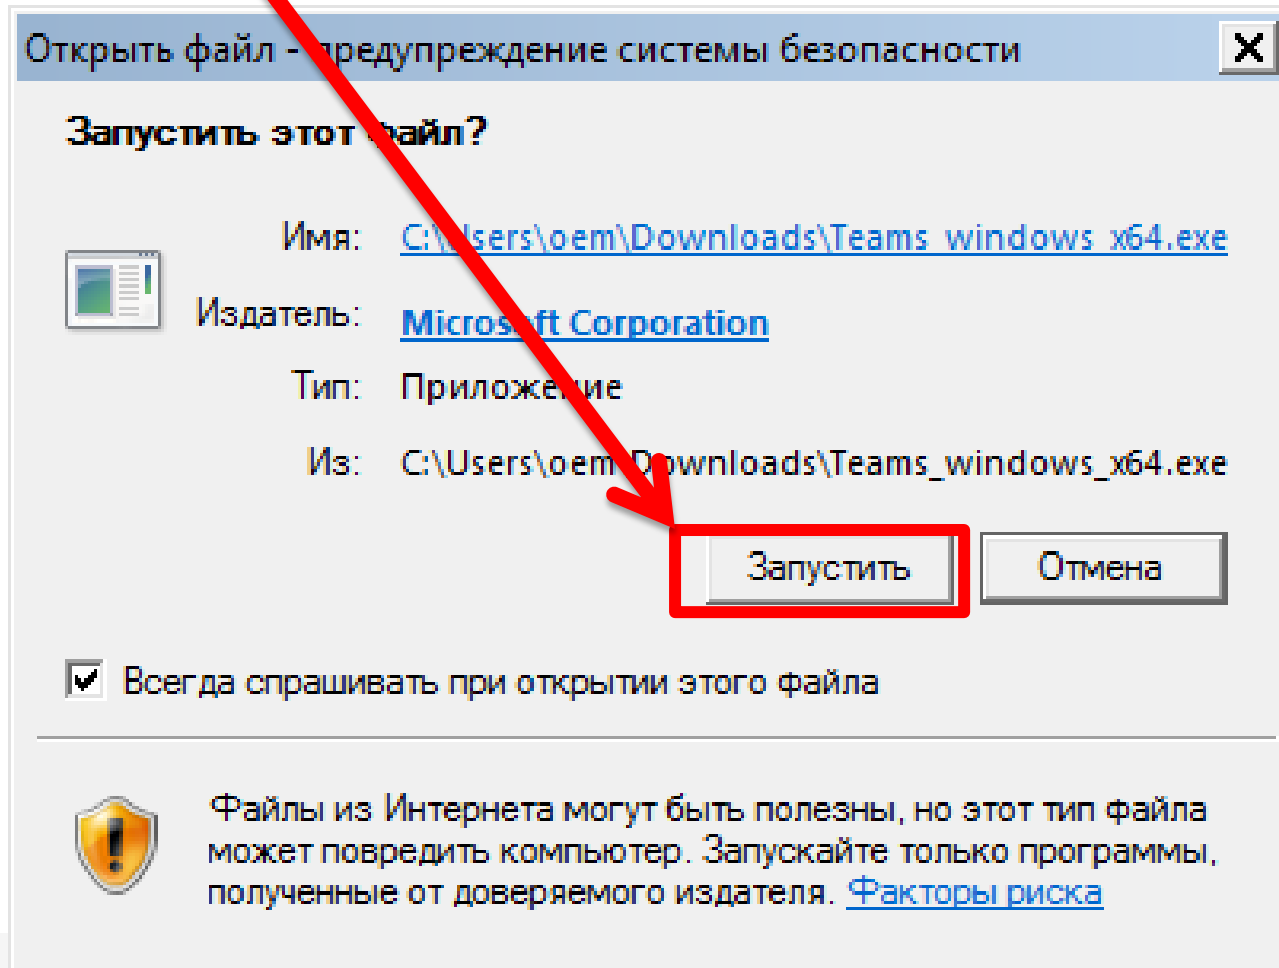 Открыть файл - предупреждение системы безопасности
Запустить этот файл?
Имя: C:\Users\oem\Downloads\Teams_windows_x64.exe
Издатель: Microsoft Corporation
Тип: Приложение
Из: C:\Users\oem\Downloads\Teams_windows_x64.exe
Запустить Отмена
Всегда спрашивать при открытии этого файла
Файлы из Интернета могут быть полезны, но этот тип файла
может повредить компьютер. Запускайте только программы,
полученные от доверяемого издателя. Факторы риска